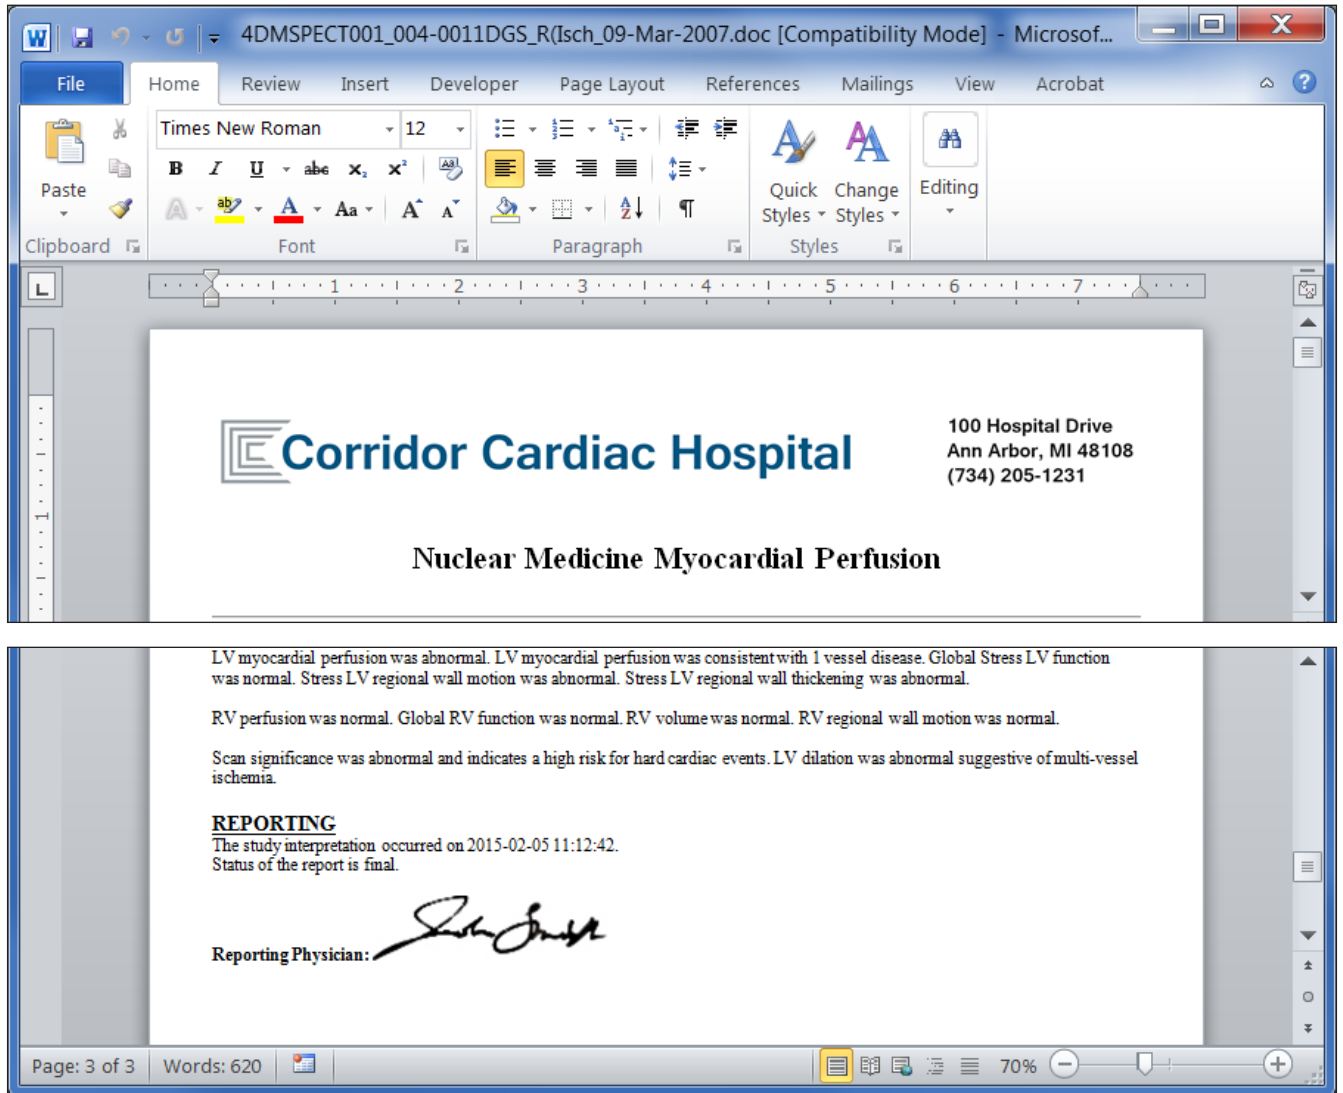 4DMSPECT001_004-0011DGS_R(Isch_09-Mar-2007.doc [Compatibility Mode] - Microsof...
File Home Review Insert Developer Page Layout References Mailings View Acrobat
Times New Roman 12
Paste
Quick Styles
Change Styles
Editing
Clipboard Font Paragraph Styles
1 2 3 4 5 6 7
Corridor Cardiac Hospital
100 Hospital Drive
Ann Arbor, MI 48108
(734) 205-1231
1
Nuclear Medicine Myocardial Perfusion
LV myocardial perfusion was abnormal. LV myocardial perfusion was consistent with 1 vessel disease. Global Stress LV function
was normal. Stress LV regional wall motion was abnormal. Stress LV regional wall thickening was abnormal.
RV perfusion was normal. Global RV function was normal. RV volume was normal. RV regional wall motion was normal.
Scan significance was abnormal and indicates a high risk for hard cardiac events. LV dilation was abnormal suggestive of multi-vessel
ischemia.
REPORTING
The study interpretation occurred on 2015-02-05 11:12:42.
Status of the report is final.
Reporting Physician:
Page: 3 of 3 Words: 620 70%